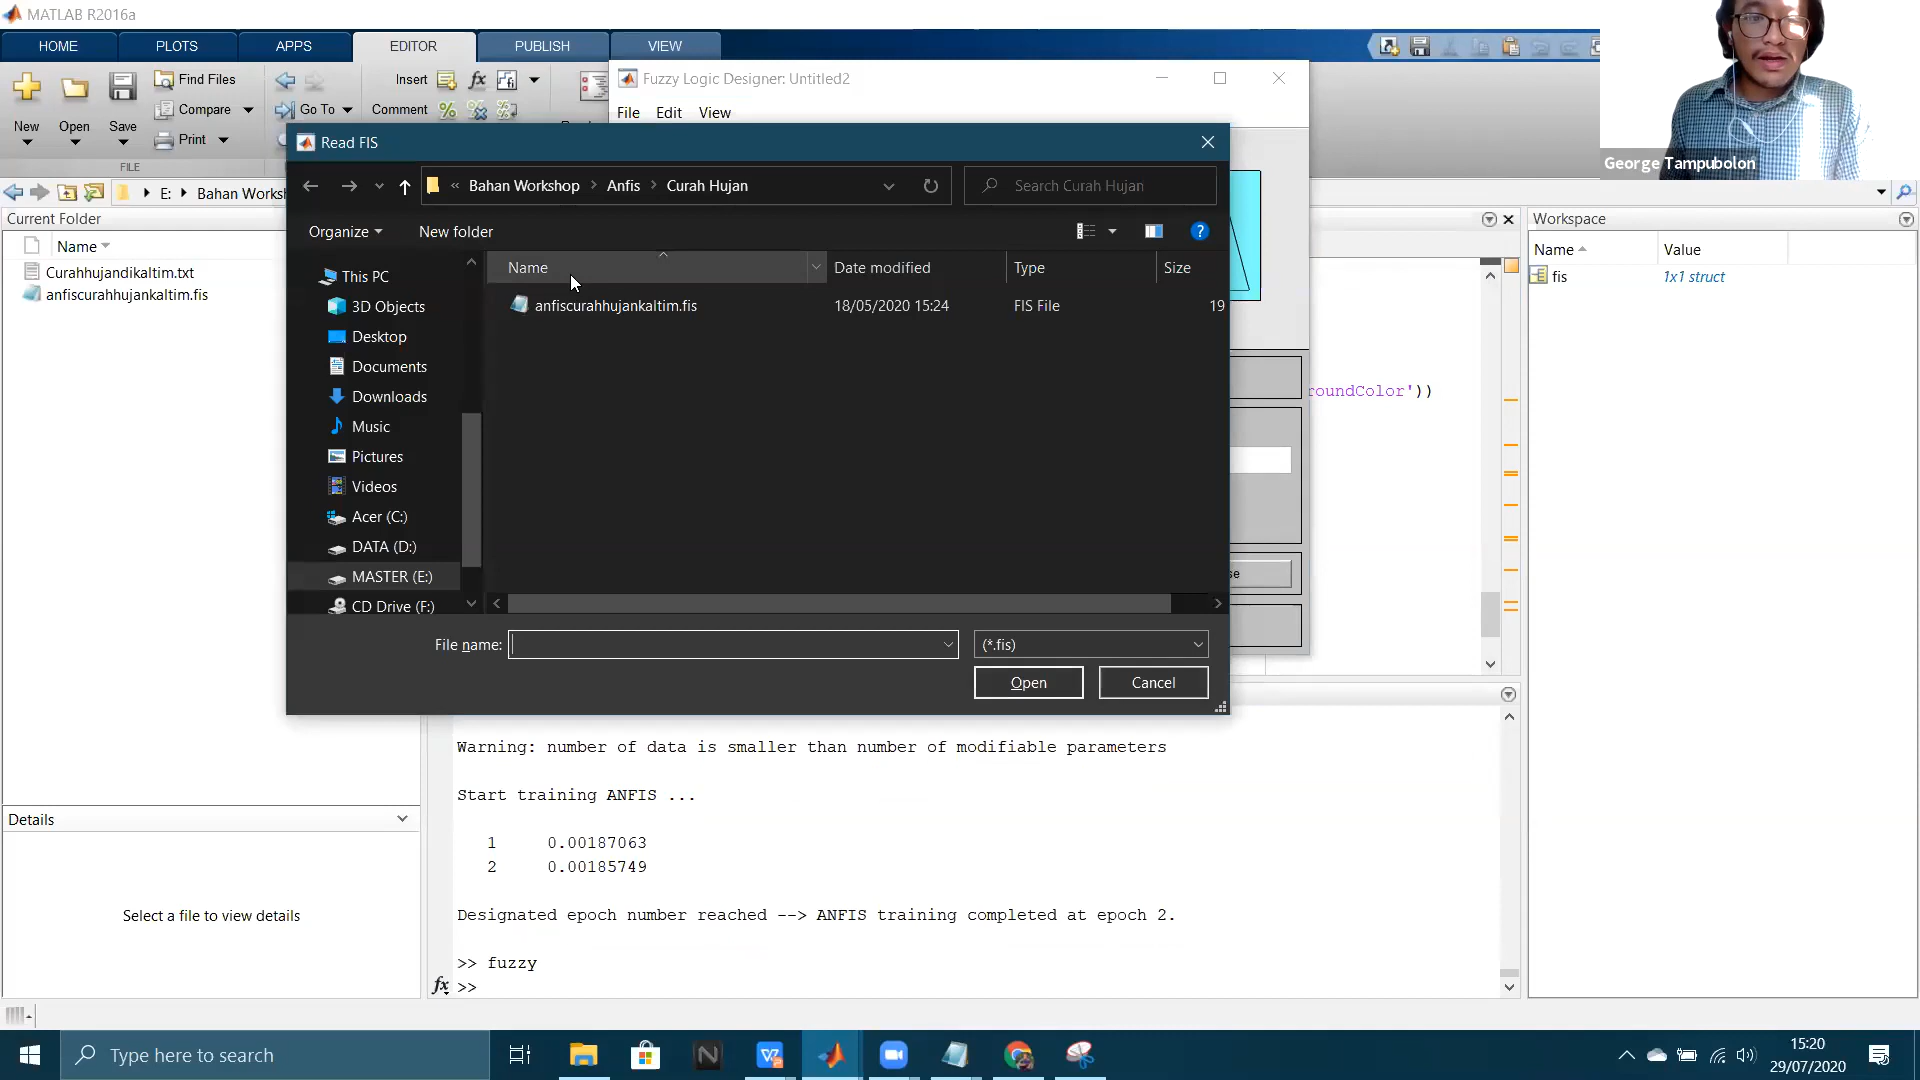 MATLAB R2016a
HOME
PLOTS
APPS
EDITOR
PUBLISH
VIEW
New
Open
Save
Find Files
Compare
Print
FILE
Go To
Insert
Comment
Fuzzy Logic Designer: Untitled2
File Edit View
George Tampubolon
E: Bahan Worksh
Current Folder
Name
Curahhujandikaltim.txt
anfiscurahhujankaltim.fis
Read FIS
« Bahan Workshop > Anfis > Curah Hujan
Search Curah Hujan
Organize
New folder
This PC
3D Objects
Desktop
Documents
Downloads
Music
Pictures
Videos
Acer (C:)
DATA (D:)
MASTER (E:)
CD Drive (F:)
Name Date modified Type Size
anfiscurahhujankaltim.fis 18/05/2020 15:24 FIS File 19
File name:
(*.fis)
Open
Cancel
roundColor'))
se
Workspace
Name Value
fis 1x1 struct
Warning: number of data is smaller than number of modifiable parameters
Start training ANFIS ...
1 0.00187063
2 0.00185749
Designated epoch number reached --> ANFIS training completed at epoch 2.
>> fuzzy
fx >>
Details
Select a file to view details
Type here to search
15:20
29/07/2020